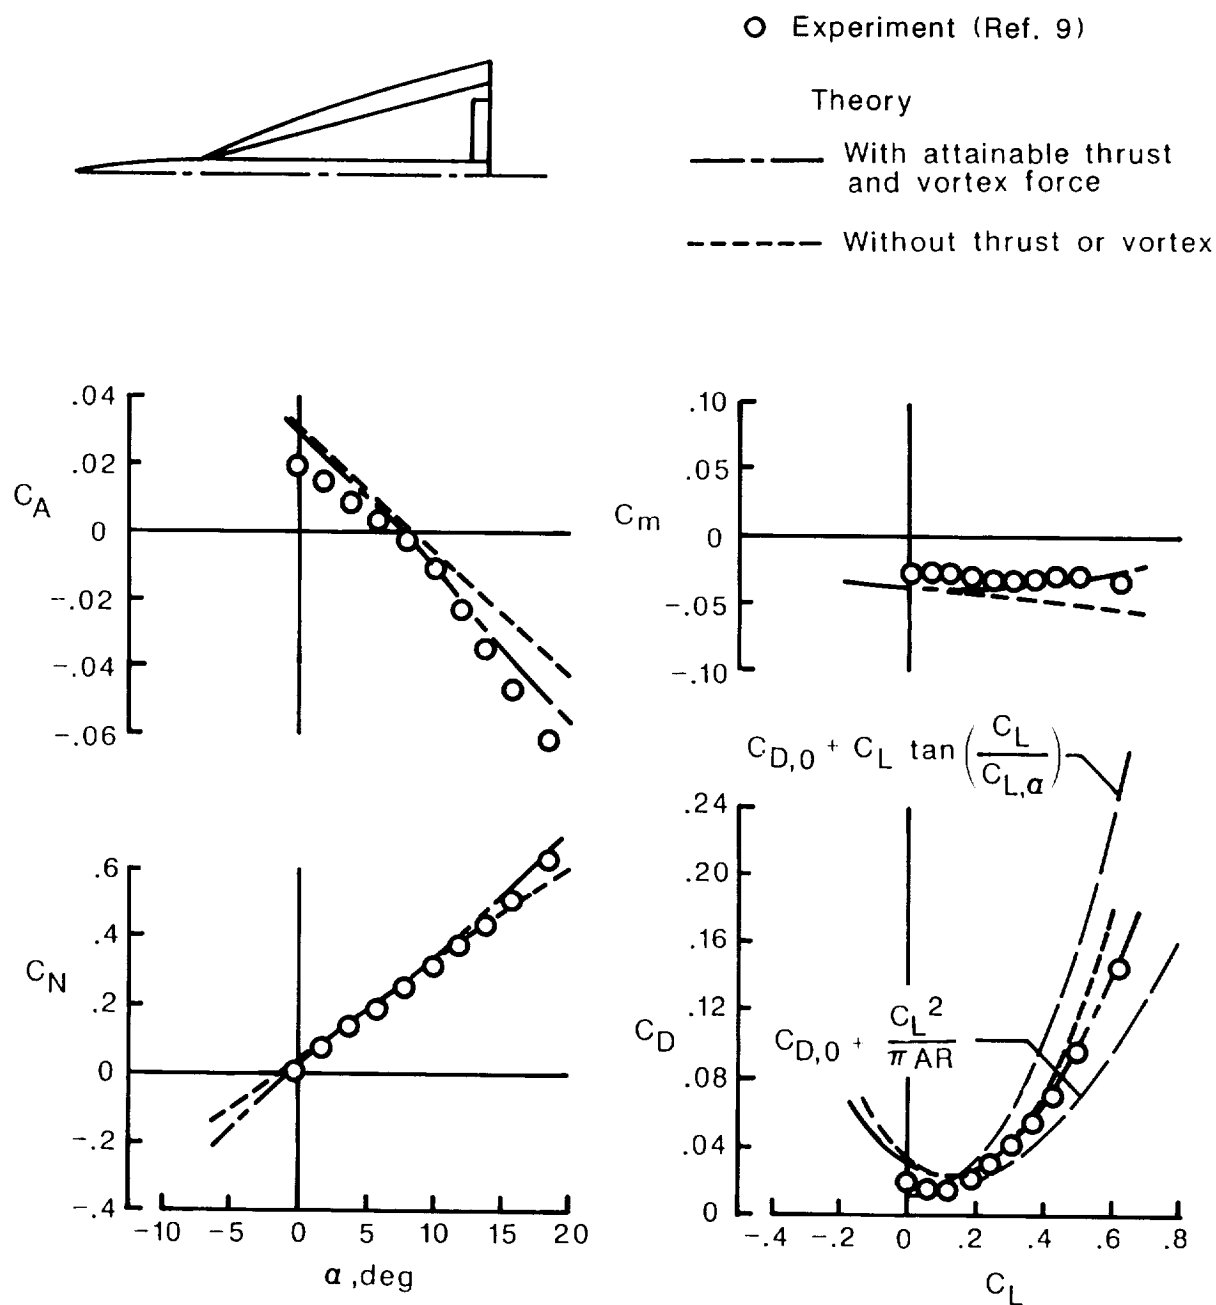 Experiment (Ref. 9)
Theory
With attainable thrust
and vortex force
Without thrust or vortex
.04
.02
0
-.02
-.04
-.06
C_A
.10
.05
0
-.05
-.10
C_m
.6
.4
.2
0
-.2
-.4
C_N
-10 -5 0 5 10 15 20
α,deg
C_D,0 + C_L tan (C_L / C_L,α)
.24
.20
.16
.12
.08
.04
0
C_D
C_D,0 + C_L^2 / π AR
-.4 -.2 0 .2 .4 .6 .8
C_L